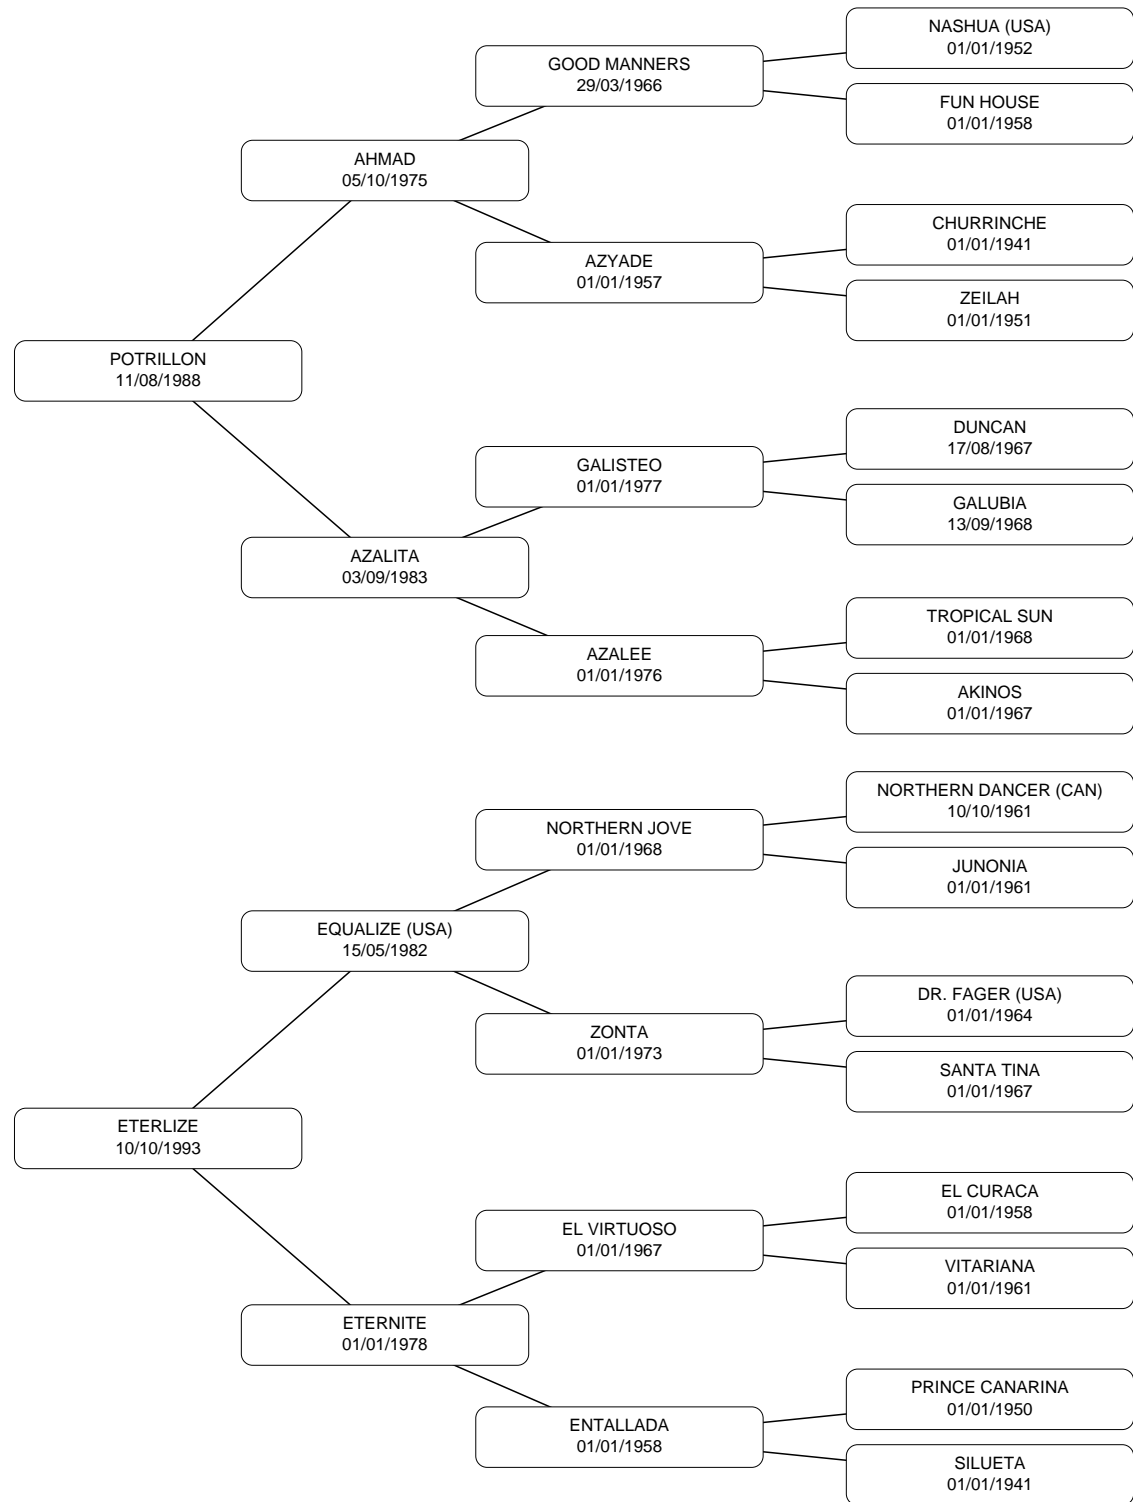 NASHUA (USA)
01/01/1952
GOOD MANNERS
29/03/1966
FUN HOUSE
01/01/1958
AHMAD
05/10/1975
CHURRINCHE
01/01/1941
AZYADE
01/01/1957
ZEILAH
01/01/1951
POTRILLON
11/08/1988
DUNCAN
17/08/1967
GALISTEO
01/01/1977
GALUBIA
13/09/1968
AZALITA
03/09/1983
TROPICAL SUN
01/01/1968
AZALEE
01/01/1976
AKINOS
01/01/1967
NORTHERN DANCER (CAN)
10/10/1961
NORTHERN JOVE
01/01/1968
JUNONIA
01/01/1961
EQUALIZE (USA)
15/05/1982
DR. FAGER (USA)
01/01/1964
ZONTA
01/01/1973
SANTA TINA
01/01/1967
ETERLIZE
10/10/1993
EL CURACA
01/01/1958
EL VIRTUOSO
01/01/1967
VITARIANA
01/01/1961
ETERNITE
01/01/1978
PRINCE CANARINA
01/01/1950
ENTALLADA
01/01/1958
SILUETA
01/01/1941